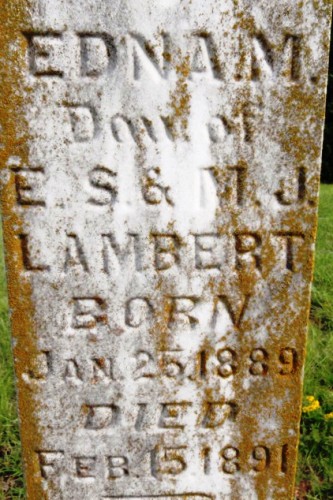 EDNA M.
Dau of
E. S. & M. J.
LAMBERT
BORN
JAN. 25, 1889
DIED
FEB. 15 1891